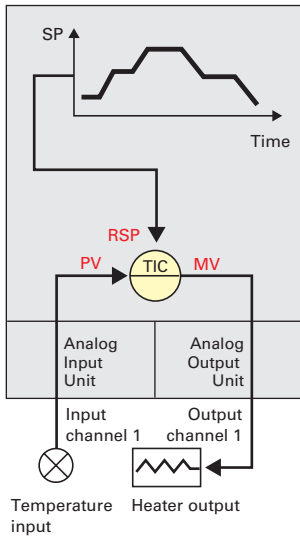 SP
Time
RSP
PV
TIC
MV
Analog
Input
Unit
Analog
Output
Unit
Input
channel 1
Output
channel 1
Temperature
input
Heater output